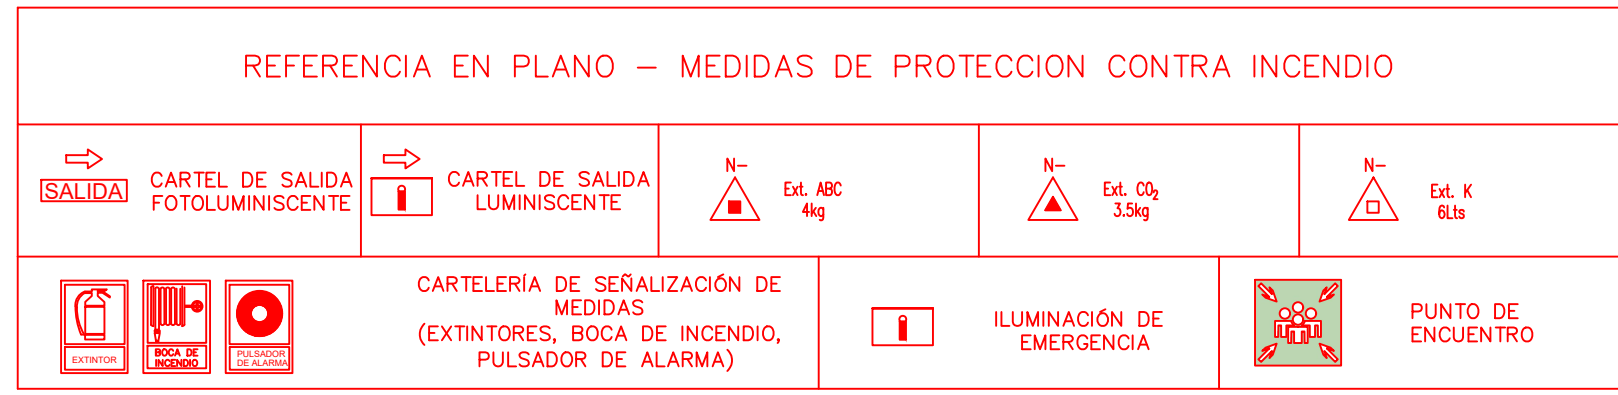 REFERENCIA EN PLANO – MEDIDAS DE PROTECCION CONTRA INCENDIO
SALIDA
CARTEL DE SALIDA
FOTOLUMINISCENTE
CARTEL DE SALIDA
LUMINISCENTE
N–
Ext. ABC
4kg
N–
Ext. CO₂
3.5kg
N–
Ext. K
6Lts
EXTINTOR
BOCA DE
INCENDIO
PULSADOR
DE ALARMA
CARTELERÍA DE SEÑALIZACIÓN DE
MEDIDAS
(EXTINTORES, BOCA DE INCENDIO,
PULSADOR DE ALARMA)
ILUMINACIÓN DE
EMERGENCIA
PUNTO DE
ENCUENTRO